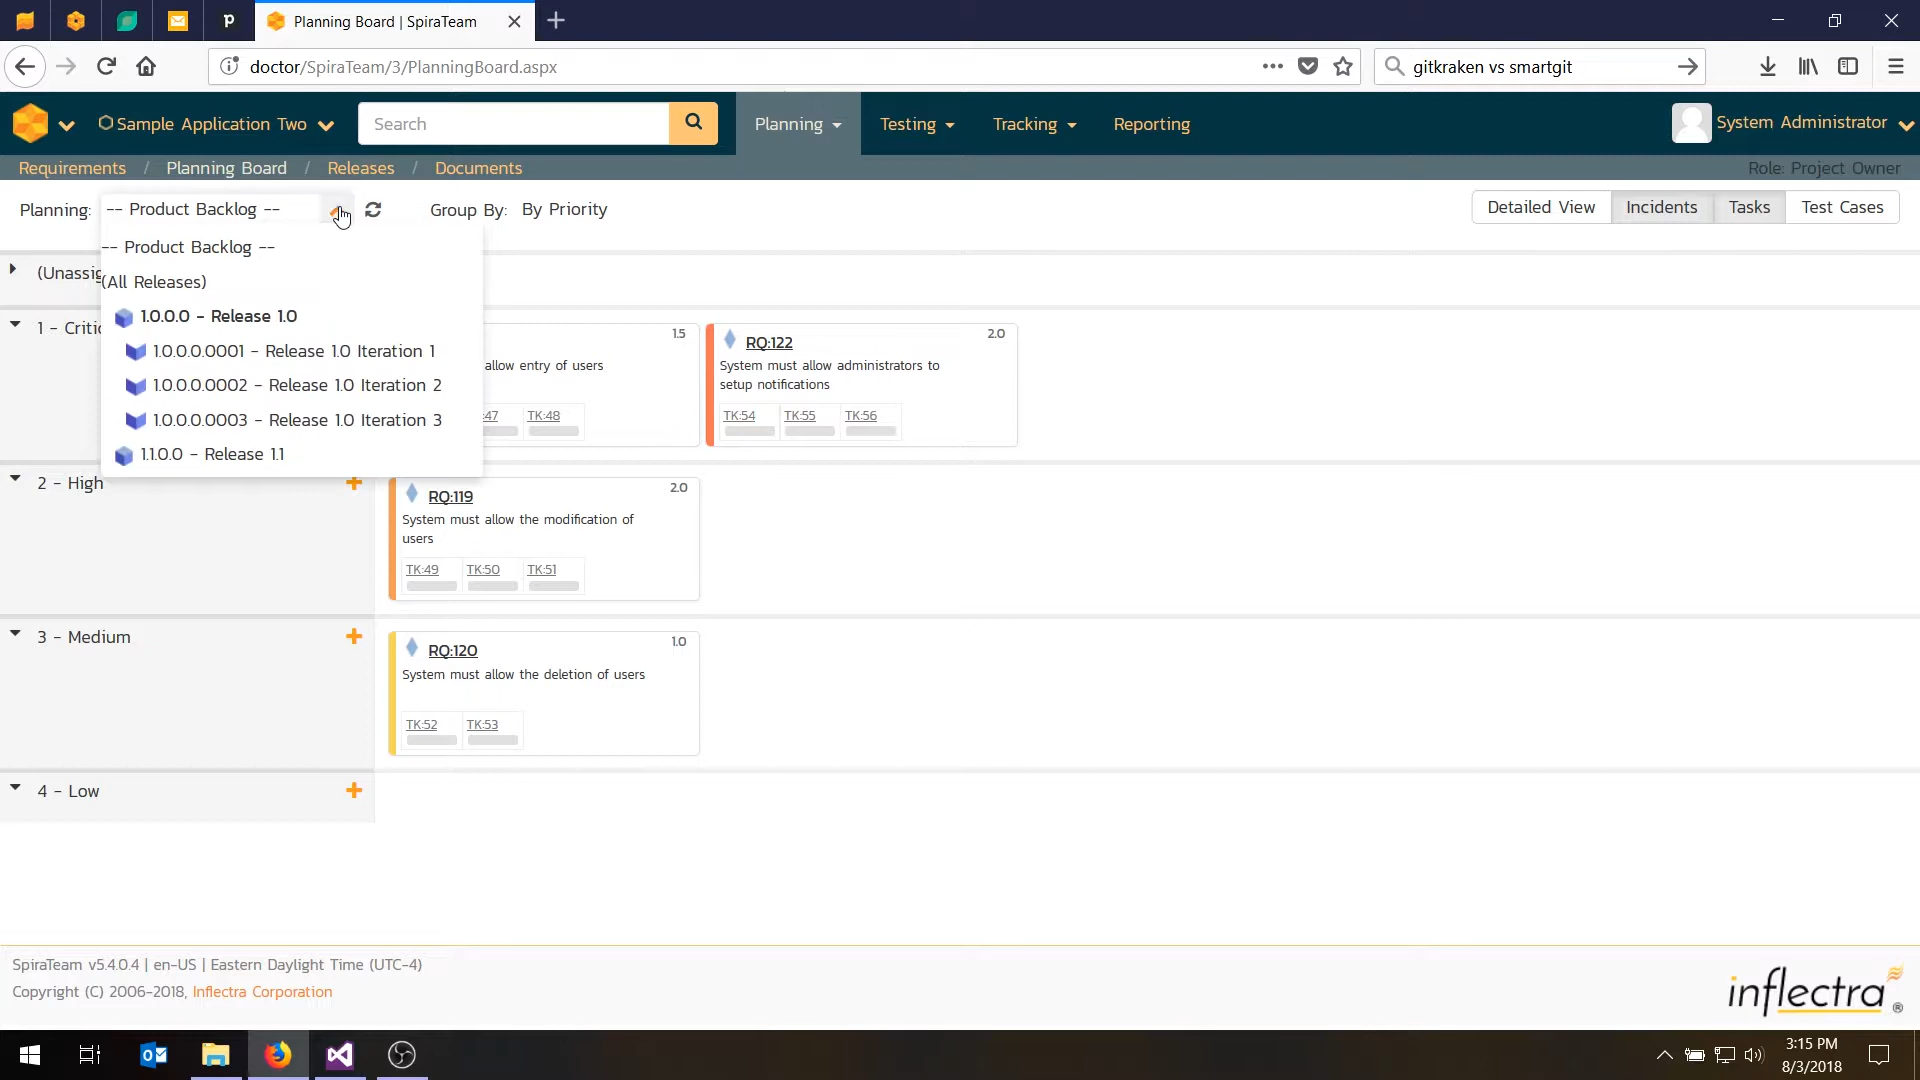 Planning Board | SpiraTeam
doctor/SpiraTeam/3/PlanningBoard.aspx
gitkraken vs smartgit
Sample Application Two
Search
Planning
Testing
Tracking
Reporting
System Administrator
Requirements / Planning Board / Releases / Documents
Role: Project Owner
Planning: -- Product Backlog --
Group By: By Priority
Detailed View
Incidents
Tasks
Test Cases
-- Product Backlog --
(All Releases)
1.0.0.0 - Release 1.0
1.0.0.0.0001 - Release 1.0 Iteration 1
1.0.0.0.0002 - Release 1.0 Iteration 2
1.0.0.0.0003 - Release 1.0 Iteration 3
1.1.0.0 - Release 1.1
(Unassig
1 - Critic
1.5
allow entry of users
:47 TK:48
RQ:122 2.0
System must allow administrators to
setup notifications
TK:54 TK:55 TK:56
2 - High
RQ:119 2.0
System must allow the modification of
users
TK:49 TK:50 TK:51
3 - Medium
RQ:120 1.0
System must allow the deletion of users
TK:52 TK:53
4 - Low
SpiraTeam v5.4.0.4 | en-US | Eastern Daylight Time (UTC-4)
Copyright (C) 2006-2018, Inflectra Corporation
inflectra®
3:15 PM
8/3/2018